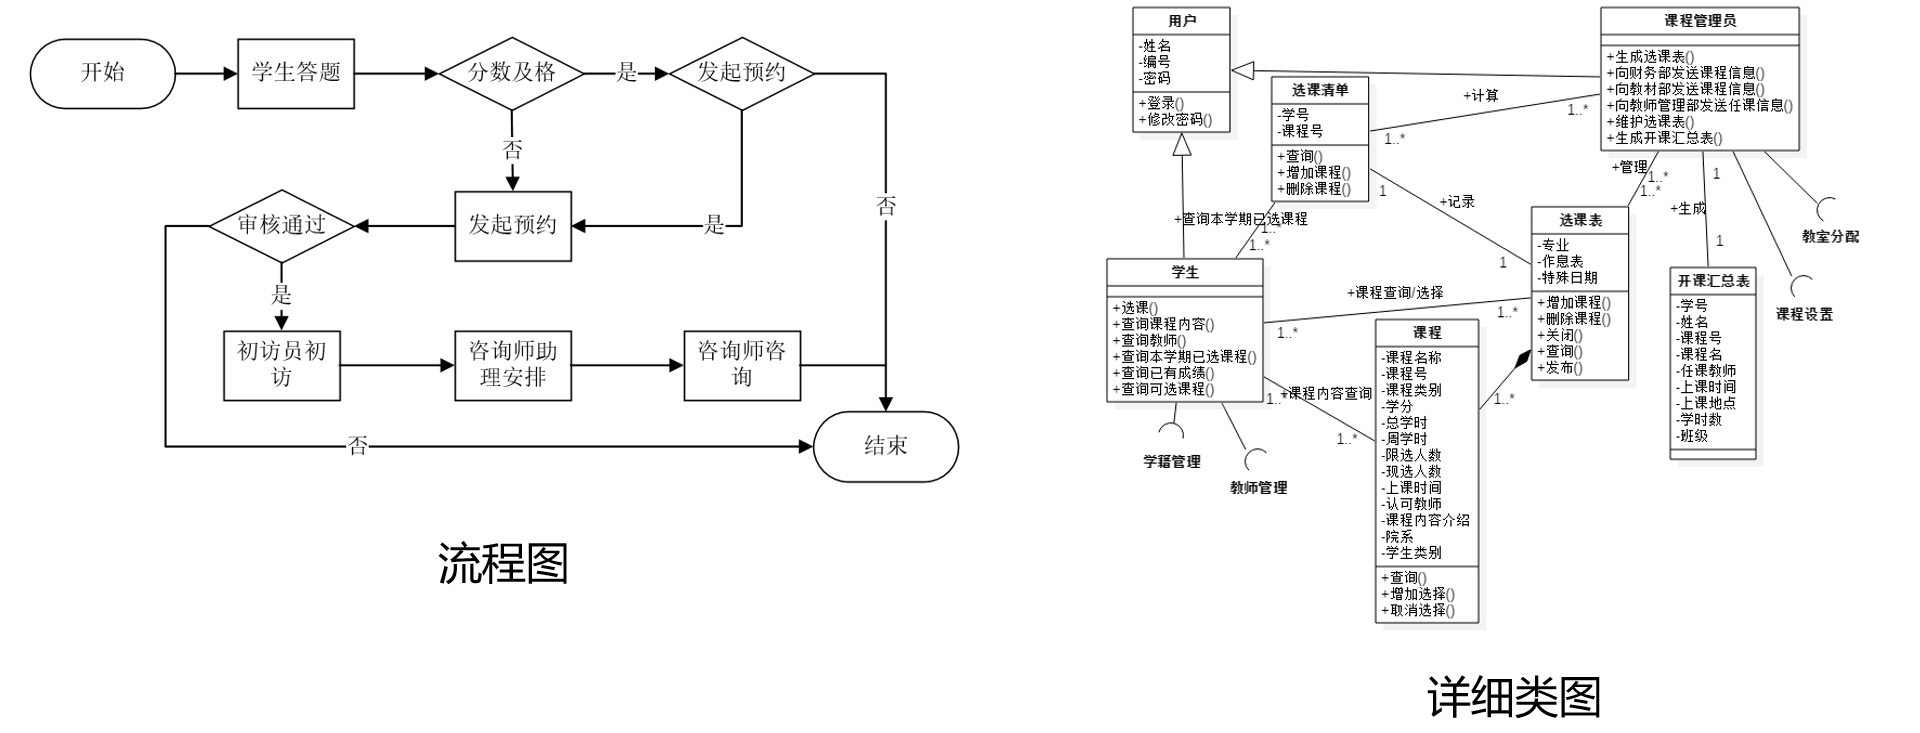 开始
学生答题
分数及格
是
发起预约
否
否
审核通过
发起预约
是
是
初访员初
访
咨询师助
理安排
咨询师咨
询
否
结束
流程图
用户
-姓名
-编号
-密码
+登录()
+修改密码()
选课清单
-学号
-课程号
+查询()
+增加课程()
+删除课程()
课程管理员
+生成选课表()
+向财务部发送课程信息()
+向教材部发送课程信息()
+向教师管理部发送任课信息()
+维护选课表()
+生成开课汇总表()
+计算
1..*
1..*
+管理
1..*
1..*
1
+生成
1
教室分配
课程设置
1
+记录
1
+查询本学期已选课程
1..*
1..*
学生
+选课()
+查询课程内容()
+查询教师()
+查询本学期已选课程()
+查询已有成绩()
+查询可选课程()
学籍管理
教师管理
+课程查询/选择
1..*
1..*
+课程内容查询
1..*
1..*
选课表
-专业
-作息表
-特殊日期
+增加课程()
+删除课程()
+关闭()
+查询()
+发布()
1..*
课程
-课程名称
-课程号
-课程类别
-学分
-总学时
-周学时
-限选人数
-现选人数
-上课时间
-认可教师
-课程内容介绍
-院系
-学生类别
+查询()
+增加选择()
+取消选择()
开课汇总表
-学号
-姓名
-课程号
-课程名
-任课教师
-上课时间
-上课地点
-学时数
-班级
详细类图